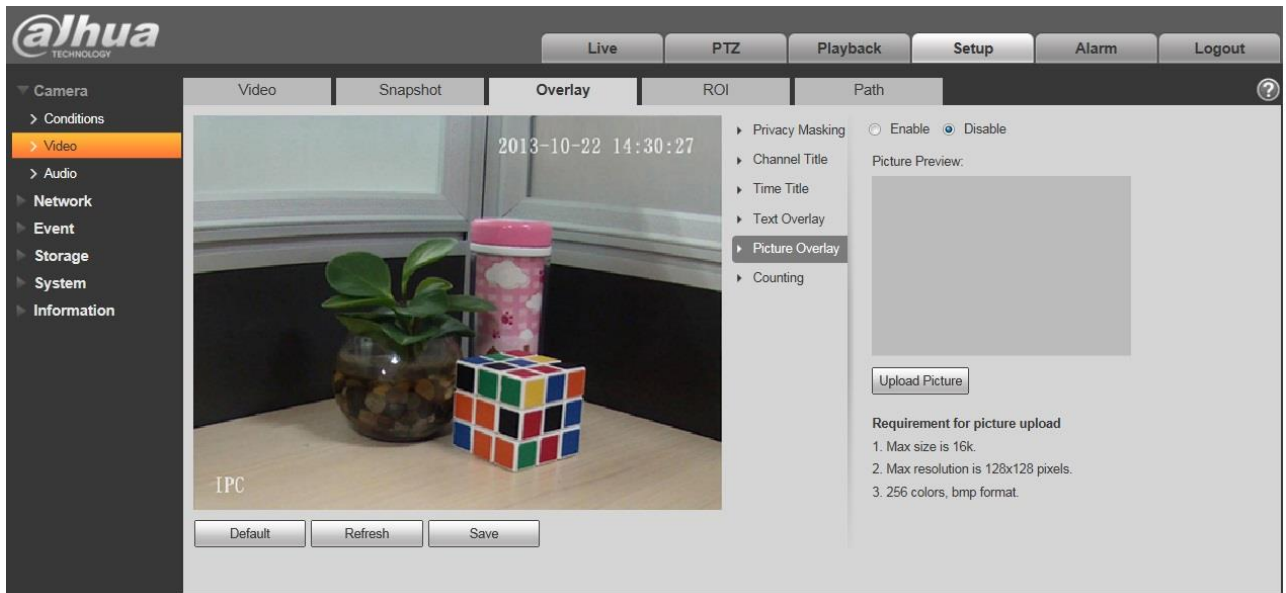 alhua
TECHNOLOGY
Live
PTZ
Playback
Setup
Alarm
Logout
Camera
Conditions
Video
Audio
Network
Event
Storage
System
Information
Video
Snapshot
Overlay
ROI
Path
?
2013-10-22 14:30:27
IPC
Default
Refresh
Save
Privacy Masking
Channel Title
Time Title
Text Overlay
Picture Overlay
Counting
Enable
Disable
Picture Preview:
Upload Picture
Requirement for picture upload
1. Max size is 16k.
2. Max resolution is 128x128 pixels.
3. 256 colors, bmp format.